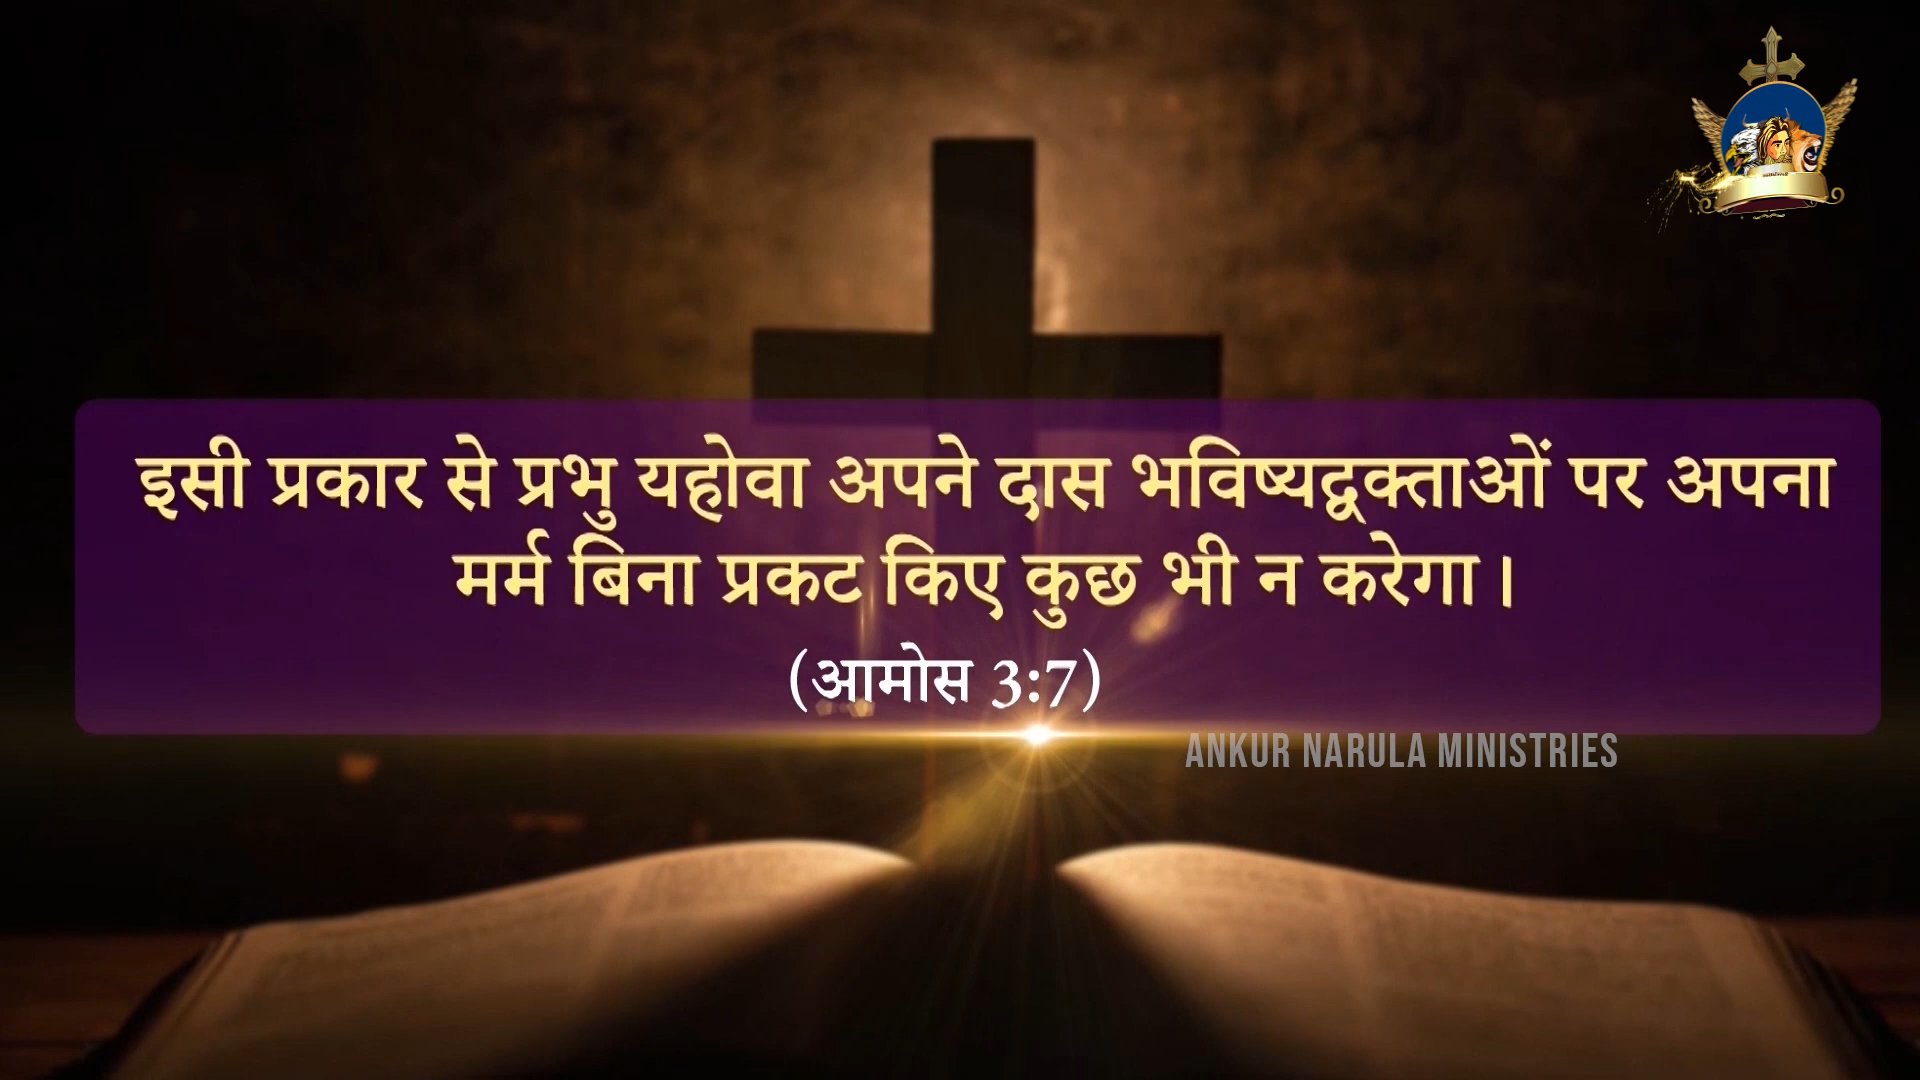 इसी प्रकार से प्रभु यहोवा अपने दास भविष्यद्वक्ताओं पर अपना
मर्म बिना प्रकट किए कुछ भी न करेगा।
(आमोस 3:7)
ANKUR NARULA MINISTRIES